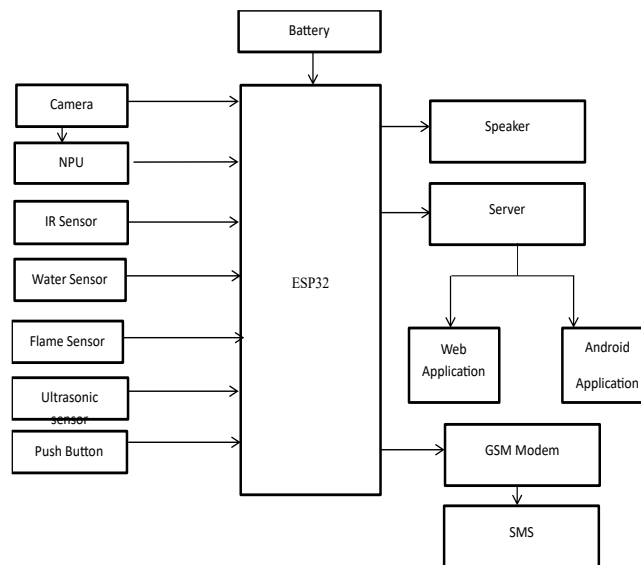 Battery
Camera
NPU
IR Sensor
Water Sensor
Flame Sensor
Ultrasonic
sensor
Push Button
ESP32
Speaker
Server
Web
Application
Android
Application
GSM Modem
SMS